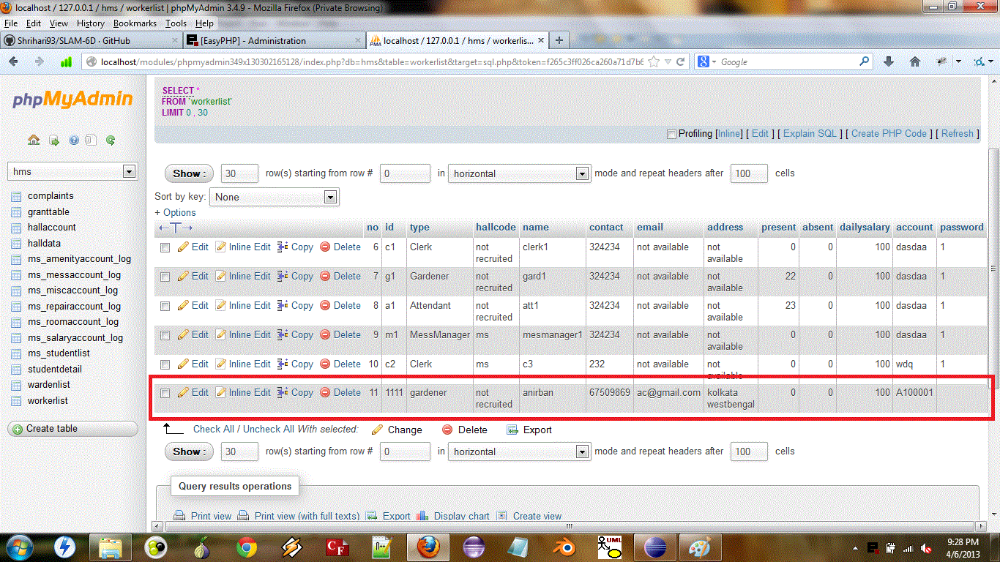 localhost / 127.0.0.1 / hms / workerlist | phpMyAdmin 3.4.9 - Mozilla Firefox (Private Browsing)
File Edit View History Bookmarks Tools Help
Shrihari93/SLAM-6D · GitHub × [EasyPHP] - Administration × PMA localhost / 127.0.0.1 / hms / workerlis... × +
localhost/modules/phpmyadmin349x130302165128/index.php?db=hms&table=workerlist&target=sql.php&token=f265c3ff026ca260a71d7b6 Google
phpMyAdmin
hms
complaints
granttable
hallaccount
halldata
ms_amenityaccount_log
ms_messaccount_log
ms_miscaccount_log
ms_repairaccount_log
ms_roomaccount_log
ms_salaryaccount_log
ms_studentlist
studentdetail
wardenlist
workerlist
Create table
SELECT *
FROM `workerlist`
LIMIT 0 , 30
Profiling [Inline] [ Edit ] [ Explain SQL ] [ Create PHP Code ] [ Refresh ]
Show : 30 row(s) starting from row # 0 in horizontal mode and repeat headers after 100 cells
Sort by key: None
+ Options
←T→ no id type hallcode name contact email address present absent dailysalary account password
Edit Inline Edit Copy Delete 6 c1 Clerk not recruited clerk1 324234 not available not available 0 0 100 dasdaa 1
Edit Inline Edit Copy Delete 7 g1 Gardener not recruited gard1 324234 not available not available 22 0 100 dasdaa 1
Edit Inline Edit Copy Delete 8 a1 Attendant not recruited att1 324234 not available not available 23 0 100 dasdaa 1
Edit Inline Edit Copy Delete 9 m1 MessManager ms mesmanager1 324234 not available not available 0 0 100 dasdaa 1
Edit Inline Edit Copy Delete 10 c2 Clerk ms c3 232 not available not available 0 0 100 wdq 1
Edit Inline Edit Copy Delete 11 1111 gardener not recruited anirban 67509869 ac@gmail.com kolkata westbengal 0 0 100 A100001
Check All / Uncheck All With selected: Change Delete Export
Show : 30 row(s) starting from row # 0 in horizontal mode and repeat headers after 100 cells
Query results operations
Print view Print view (with full texts) Export Display chart Create view
CF n++ UML
9:28 PM
4/6/2013